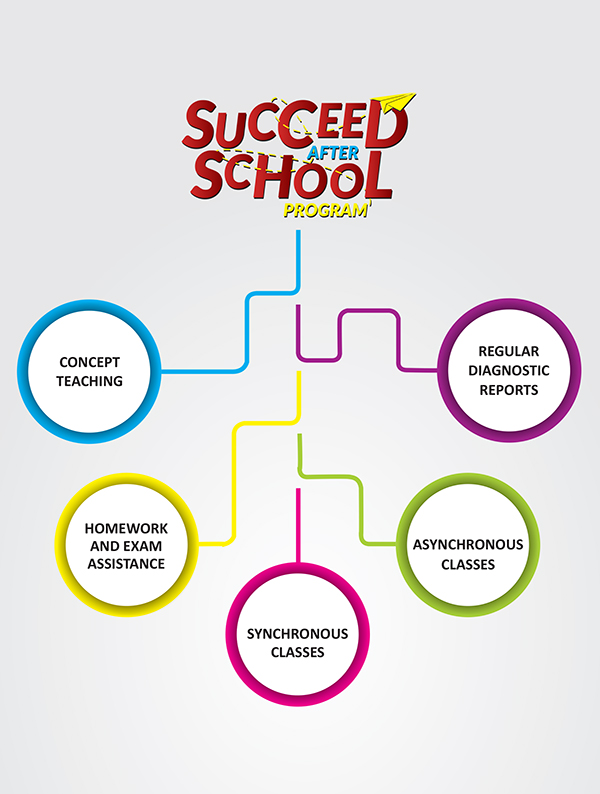 SUCCEED
AFTER
SCHOOL
PROGRAM'
CONCEPT
TEACHING
REGULAR
DIAGNOSTIC
REPORTS
HOMEWORK
AND EXAM
ASSISTANCE
ASYNCHRONOUS
CLASSES
SYNCHRONOUS
CLASSES